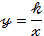 y = k/x